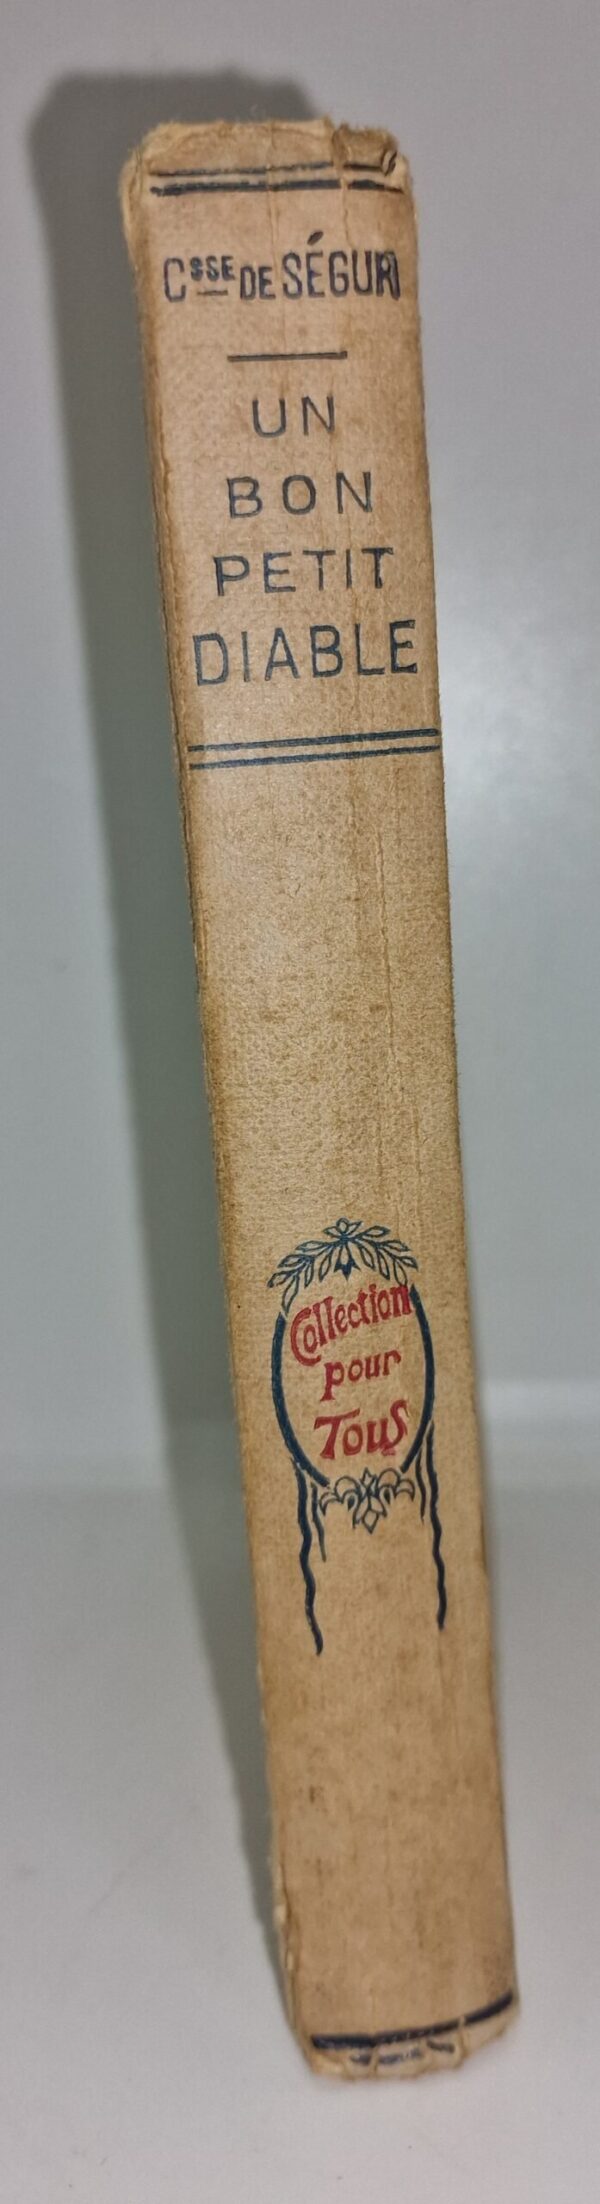 Csse DE SÉGUR
UN
BON
PETIT
DIABLE
Collection
pour
Tous